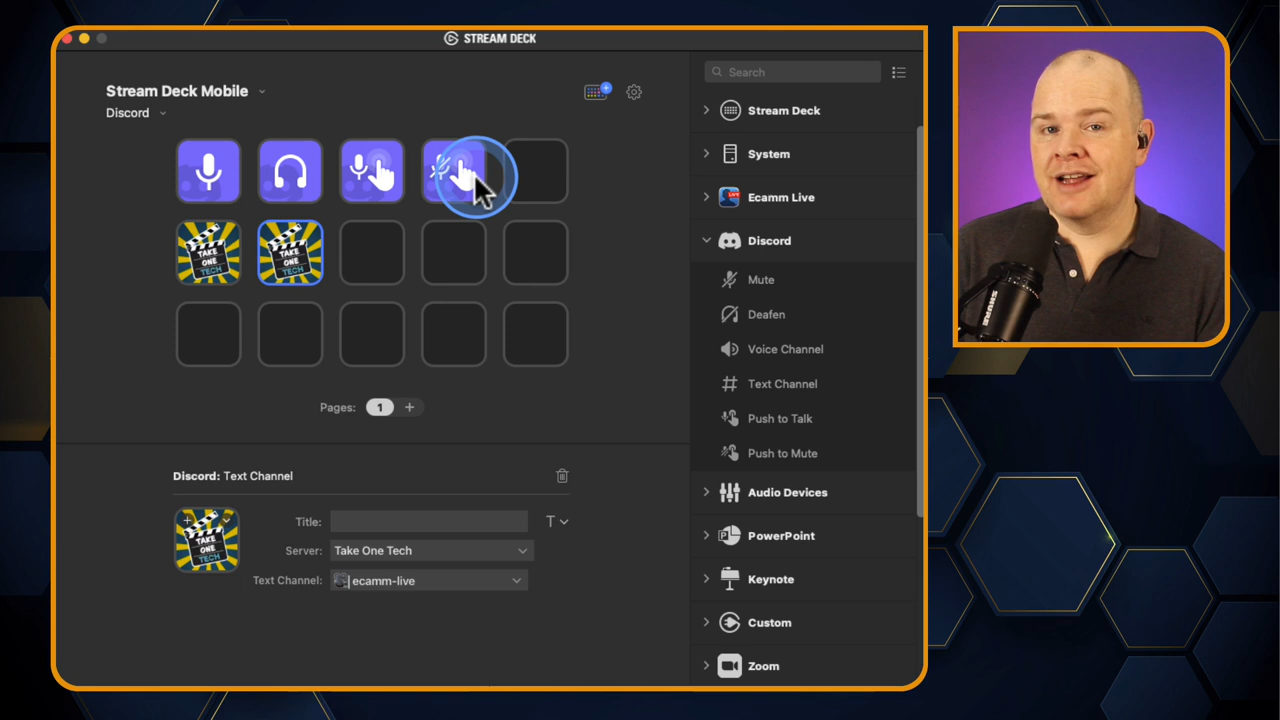 STREAM DECK
Stream Deck Mobile
Discord
TAKE
ONE
TECH
TAKE
ONE
TECH
Pages: 1 +
Discord: Text Channel
TAKE
ONE
TECH
Title:
T
Server: Take One Tech
Text Channel: ecamm-live
Search
Stream Deck
System
LIVE
Ecamm Live
Discord
Mute
Deafen
Voice Channel
# Text Channel
Push to Talk
Push to Mute
Audio Devices
P PowerPoint
Keynote
Custom
Zoom
SHURE